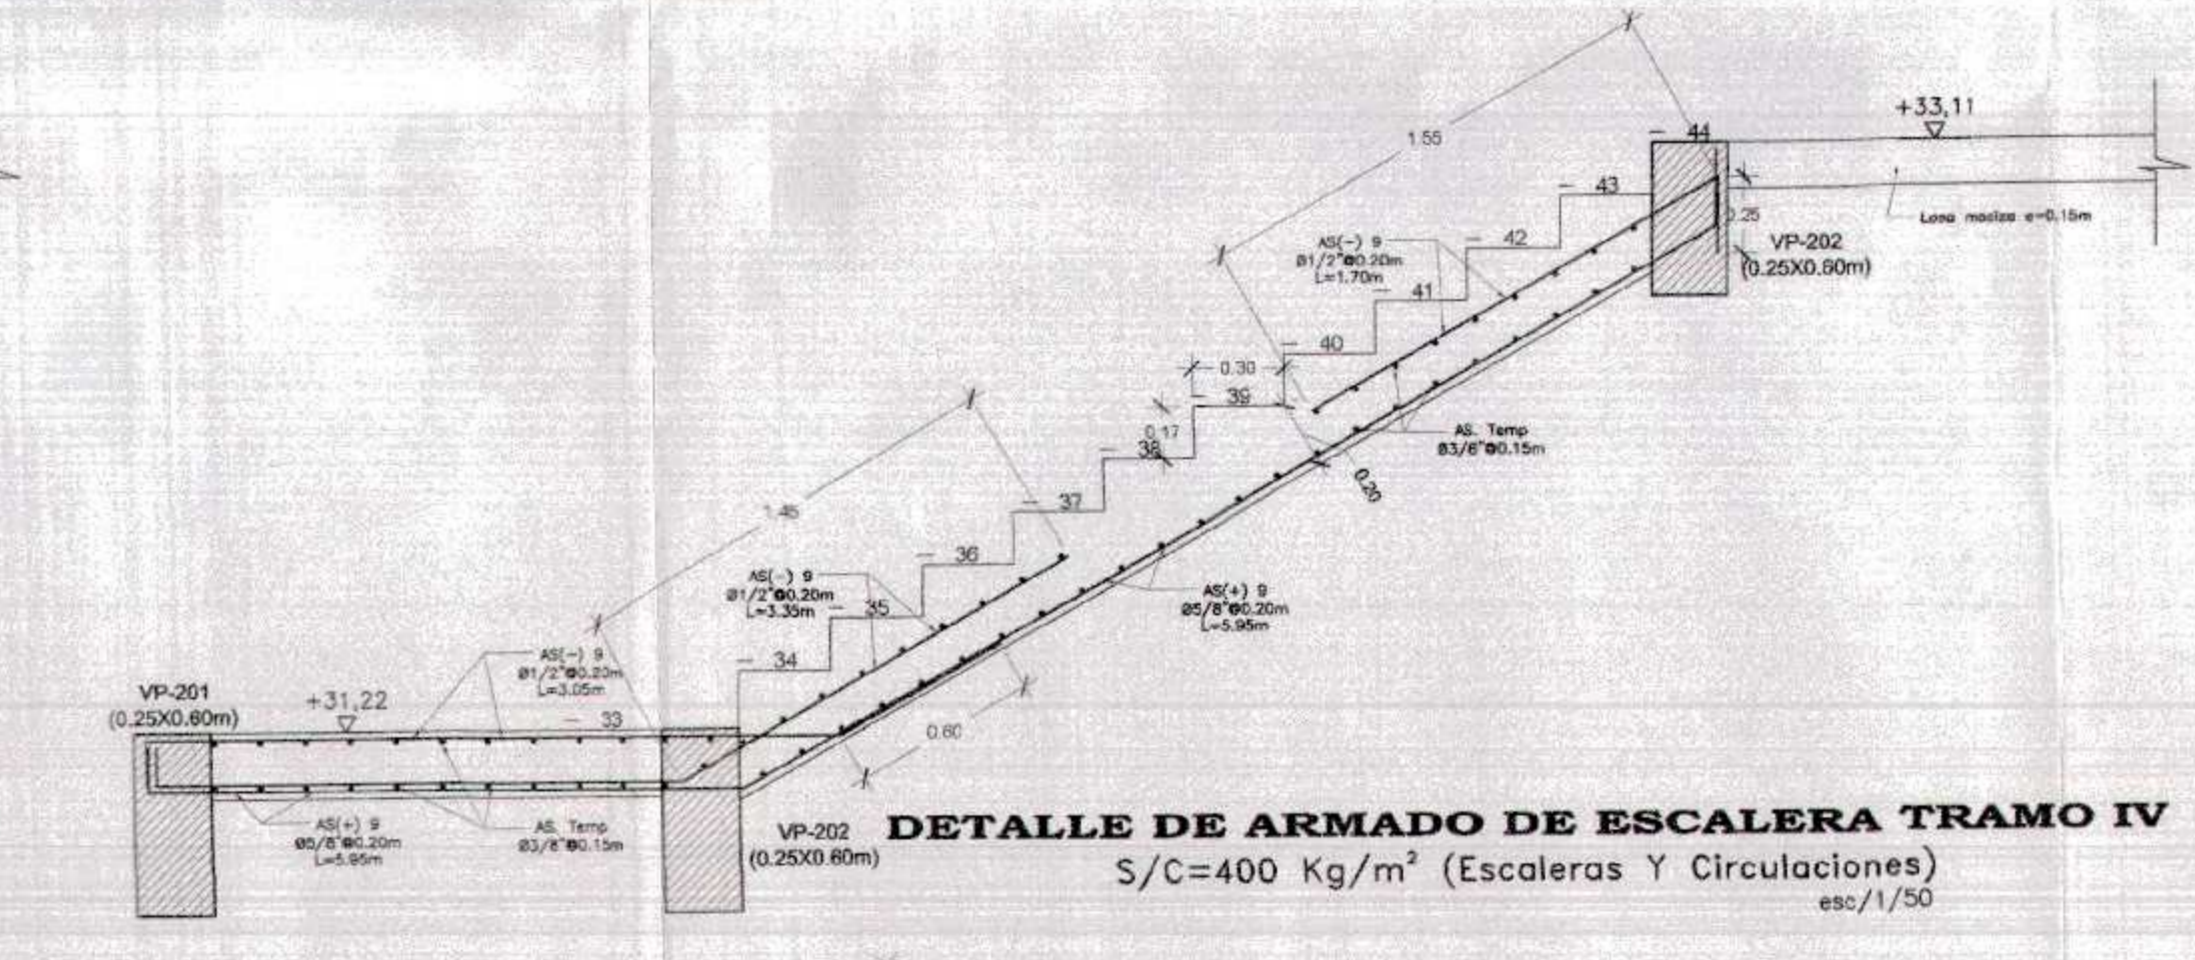 +33,11
44
1.55
43
Losa maciza e=0.15m
0.25
VP-202
(0.25X0.60m)
42
AS(-) 9
Ø1/2"@0.20m
L=1.70m
41
40
0.30
39
0.17
38
AS. Temp
Ø3/8"@0.15m
0.20
37
1.45
36
AS(-) 9
Ø1/2"@0.20m
L=3.35m
35
AS(+) 9
Ø5/8"@0.20m
L=5.95m
34
AS(-) 9
Ø1/2"@0.20m
L=3.05m
VP-201
(0.25X0.60m)
+31,22
33
0.60
AS(+) 9
Ø5/8"@0.20m
L=5.95m
AS. Temp
Ø3/8"@0.15m
VP-202
(0.25X0.60m)
DETALLE DE ARMADO DE ESCALERA TRAMO IV
S/C=400 Kg/m² (Escaleras Y Circulaciones)
esc/1/50